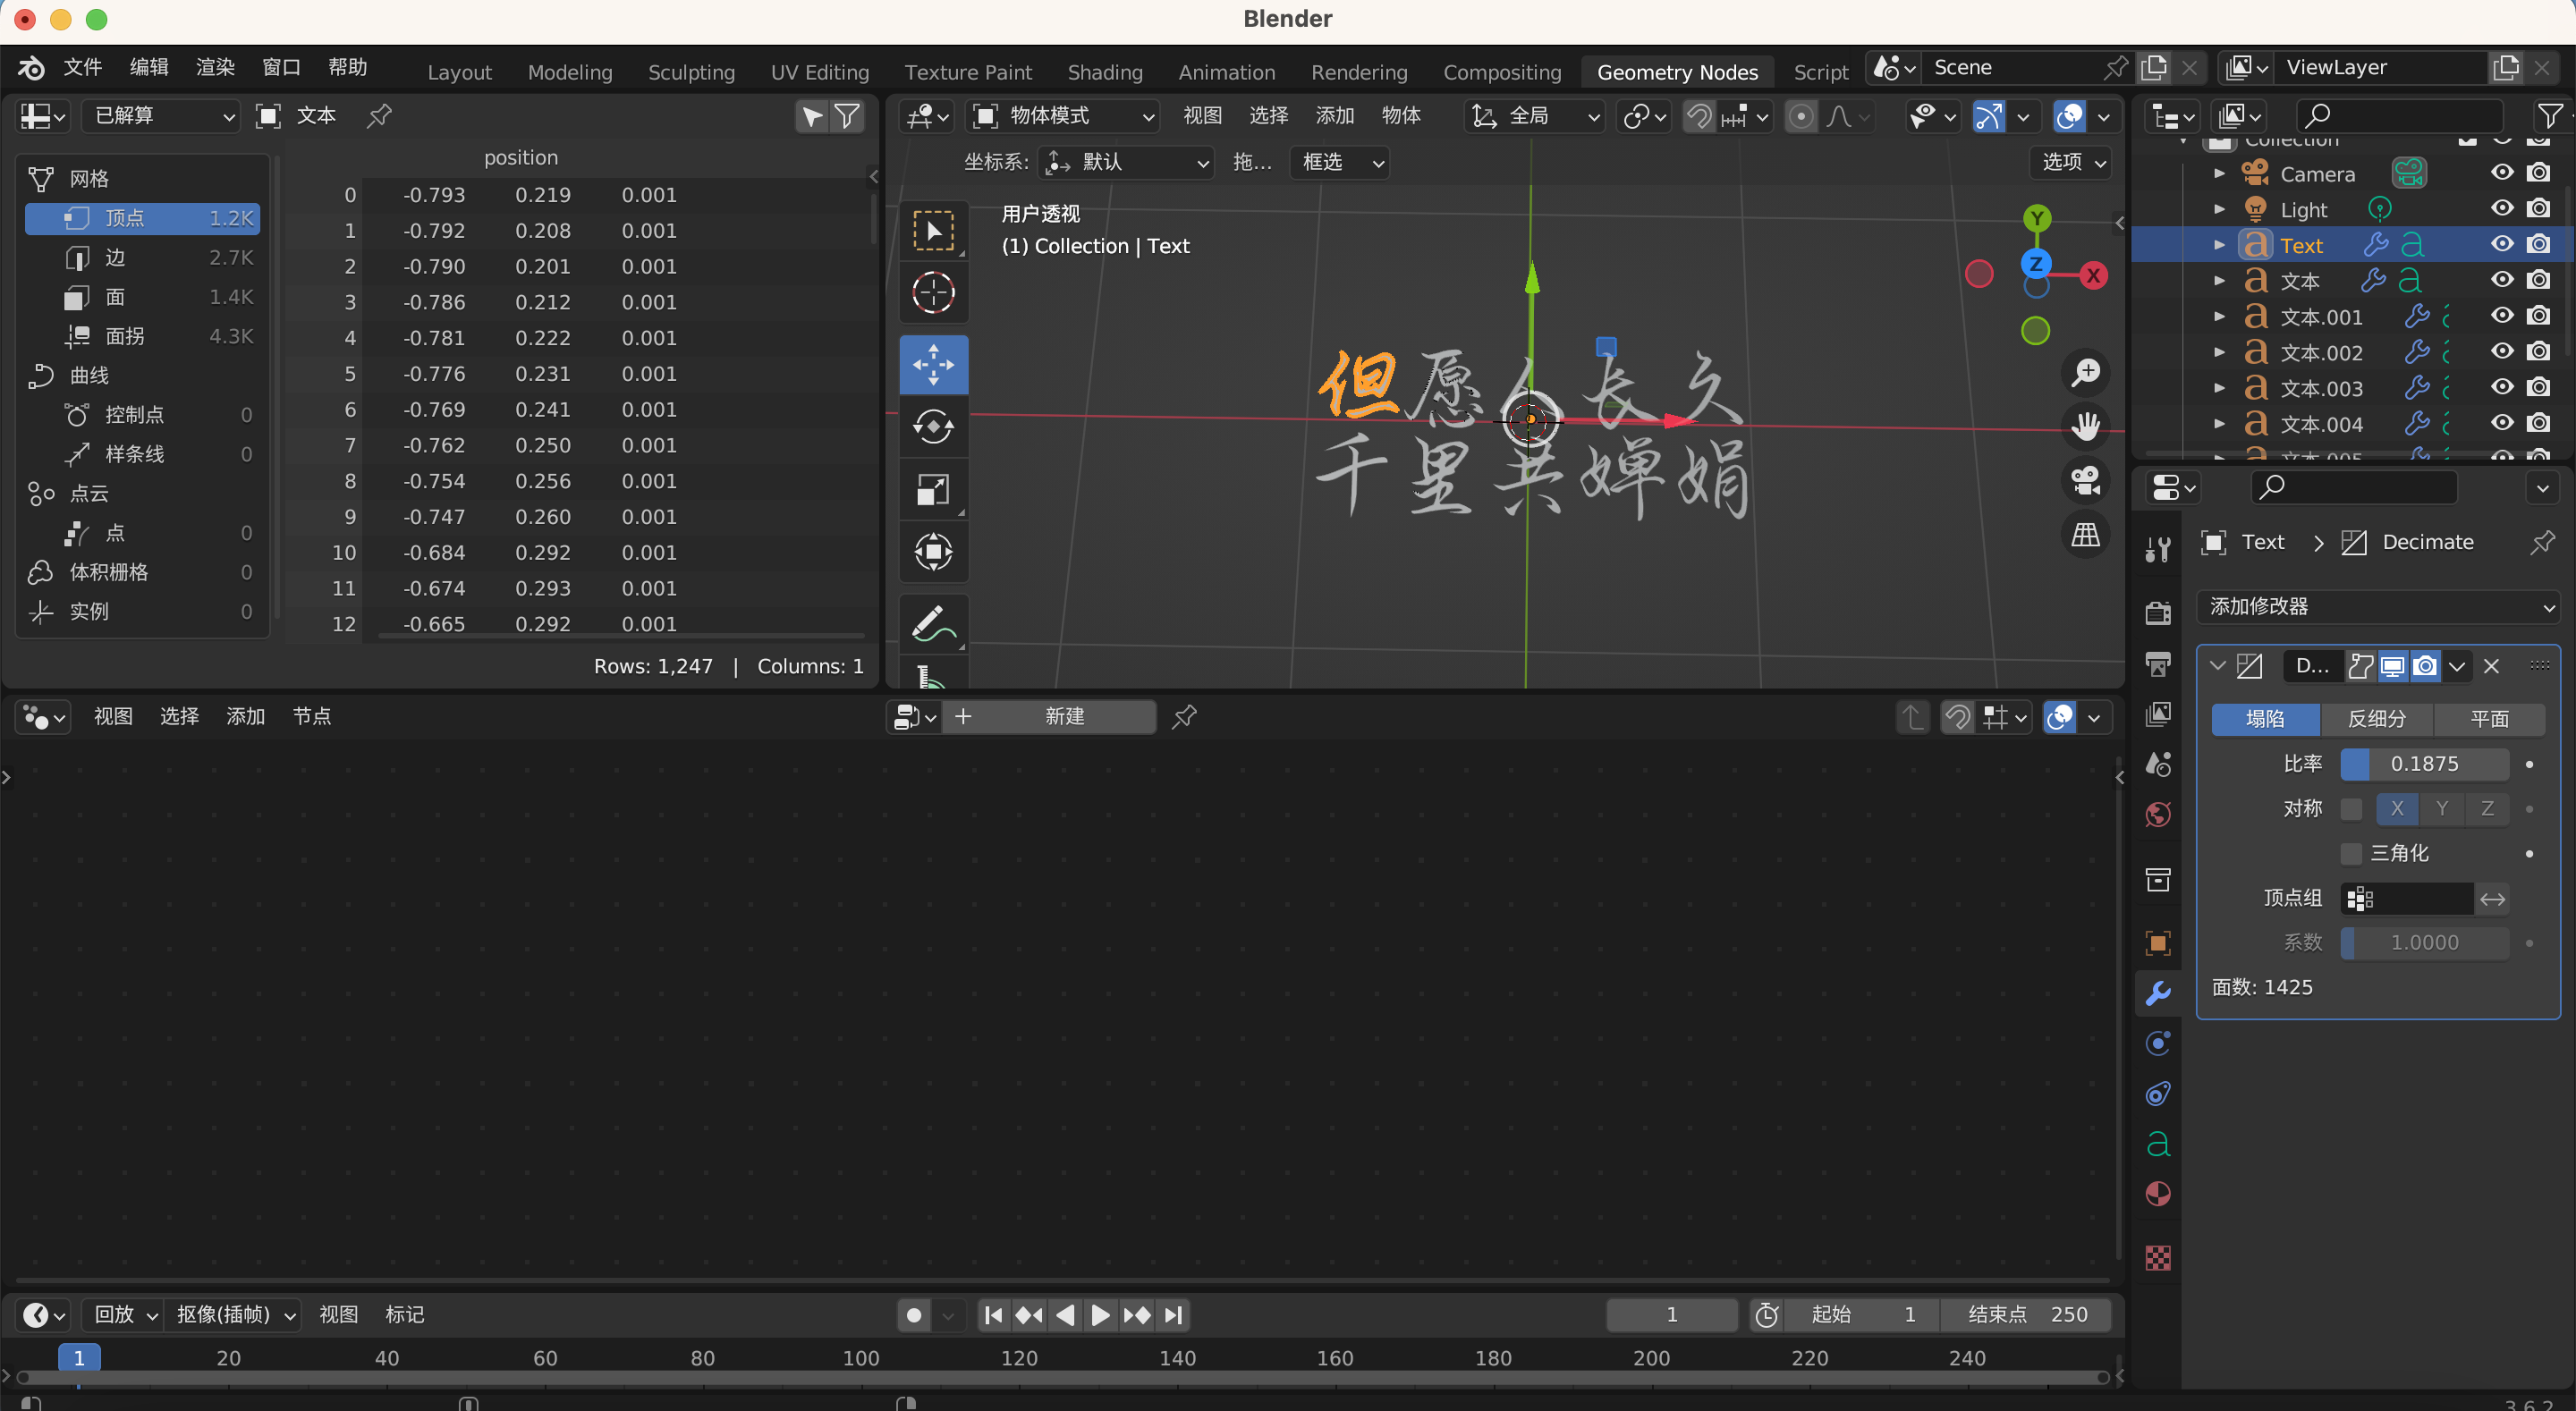 Blender
文件 编辑 渲染 窗口 帮助 Layout Modeling Sculpting UV Editing Texture Paint Shading Animation Rendering Compositing Geometry Nodes Script Scene ViewLayer
已解算 文本
position
网格
顶点 1.2K
边 2.7K
面 1.4K
面拐 4.3K
曲线
控制点 0
样条线 0
点云
点 0
体积栅格 0
实例 0
0 -0.793 0.219 0.001
1 -0.792 0.208 0.001
2 -0.790 0.201 0.001
3 -0.786 0.212 0.001
4 -0.781 0.222 0.001
5 -0.776 0.231 0.001
6 -0.769 0.241 0.001
7 -0.762 0.250 0.001
8 -0.754 0.256 0.001
9 -0.747 0.260 0.001
10 -0.684 0.292 0.001
11 -0.674 0.293 0.001
12 -0.665 0.292 0.001
Rows: 1,247 | Columns: 1
物体模式 视图 选择 添加 物体 全局
坐标系: 默认 拖... 框选 选项
用户透视
(1) Collection | Text
Y
Z X
但愿人长久
千里共婵娟
Collection
Camera
Light
Text
文本
文本.001
文本.002
文本.003
文本.004
文本.005
Text Decimate
添加修改器
D...
塌陷 反细分 平面
比率 0.1875
对称 X Y Z
三角化
顶点组
系数 1.0000
面数: 1425
视图 选择 添加 节点 新建
回放 抠像(插帧) 视图 标记 1 起始 1 结束点 250
1 20 40 60 80 100 120 140 160 180 200 220 240
3.6.2